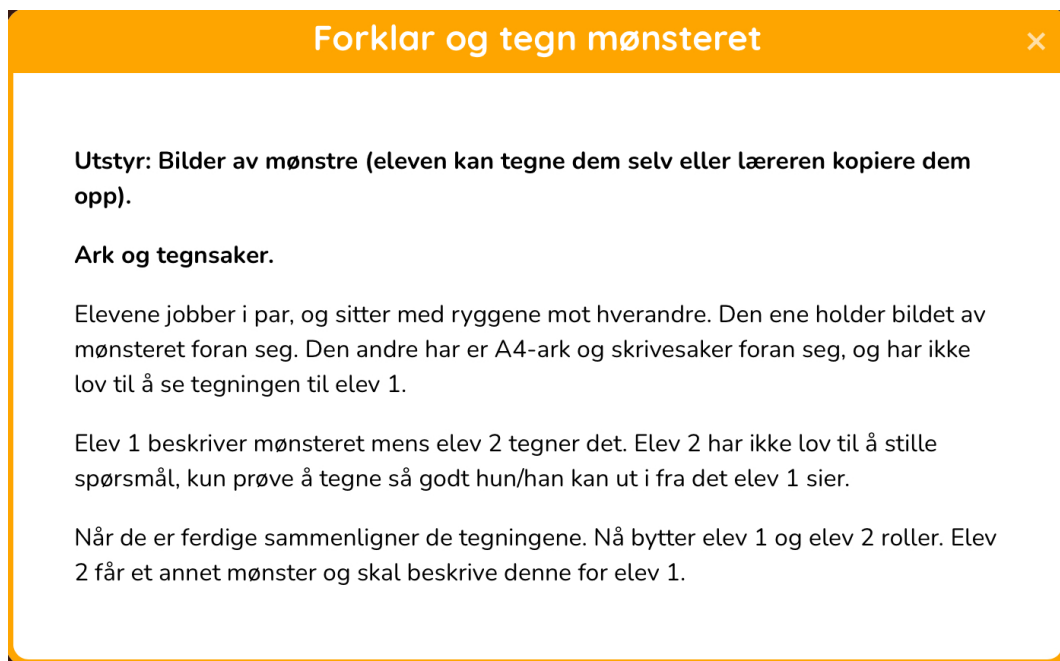 Forklar og tegn mønsteret ×
Utstyr: Bilder av mønstre (eleven kan tegne dem selv eller læreren kopiere dem
opp).
Ark og tegnsaker.
Elevene jobber i par, og sitter med ryggene mot hverandre. Den ene holder bildet av
mønsteret foran seg. Den andre har er A4-ark og skrivesaker foran seg, og har ikke
lov til å se tegningen til elev 1.
Elev 1 beskriver mønsteret mens elev 2 tegner det. Elev 2 har ikke lov til å stille
spørsmål, kun prøve å tegne så godt hun/han kan ut i fra det elev 1 sier.
Når de er ferdige sammenligner de tegningene. Nå bytter elev 1 og elev 2 roller. Elev
2 får et annet mønster og skal beskrive denne for elev 1.